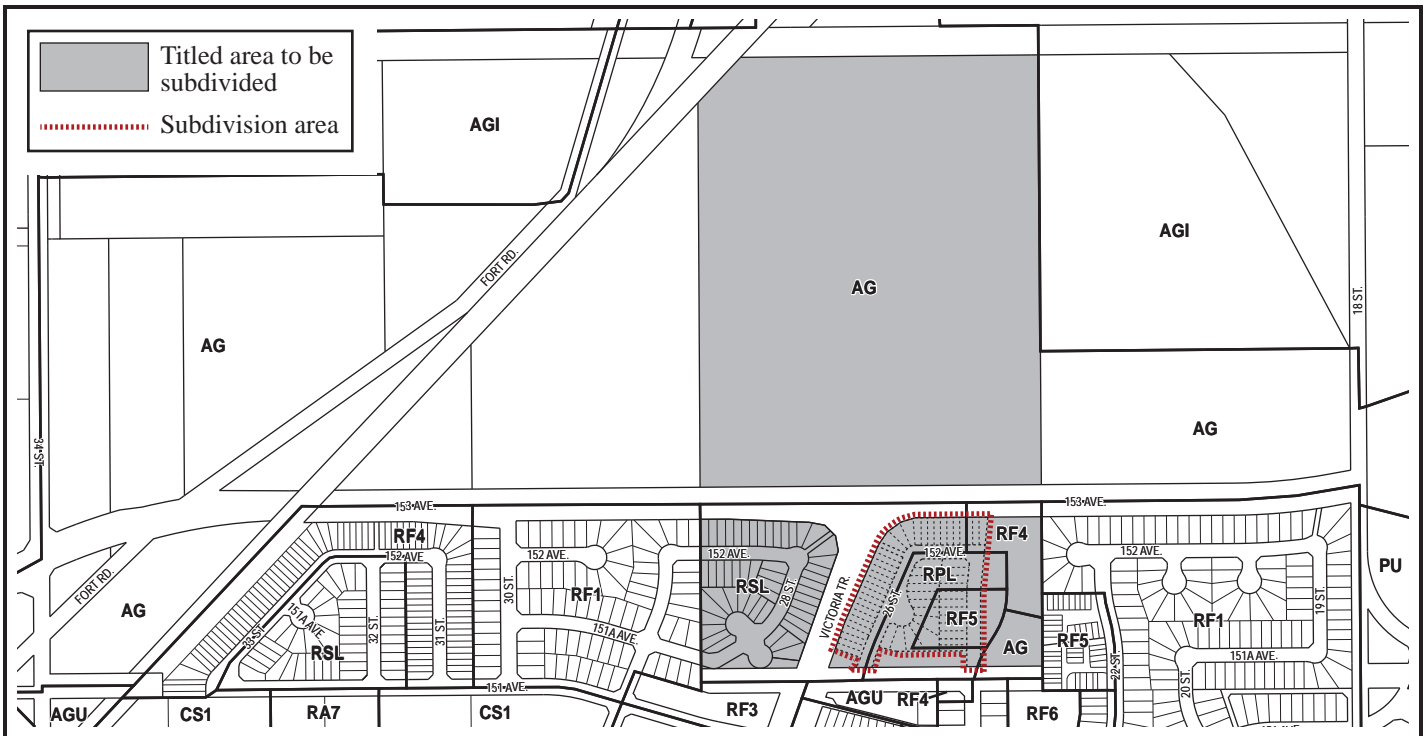 Titled area to be
subdivided
Subdivision area
AGI
FORT RD.
AGI
AG
18 ST.
AG
AG
34 ST.
153 AVE.
153 AVE.
RF4
152 AVE
152 AVE.
152 AVE.
152 AVE.
RF4
152 AVE.
FORT RD.
AG
33 ST.
151A AVE.
RSL
32 ST.
31 ST.
30 ST.
RF1
151A AVE.
RSL
28 ST.
VICTORIA TR.
26 ST.
RPL
RF5
AG
RF5
22 ST.
RF1
151A AVE.
20 ST.
19 ST.
PU
151 AVE.
AGU
CS1
RA7
CS1
RF3
AGU
RF4
RF6